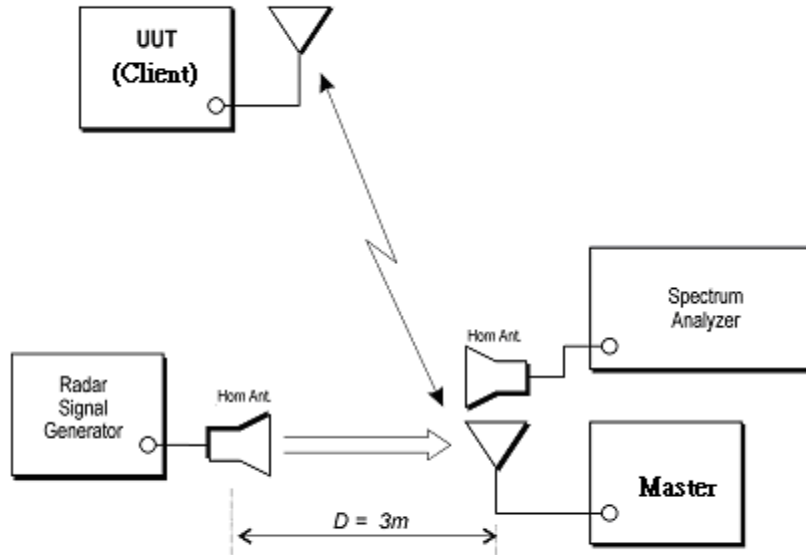 UUT
(Client)
Spectrum
Analyzer
Horn Ant.
Radar
Signal
Generator
Horn Ant.
Master
D = 3m